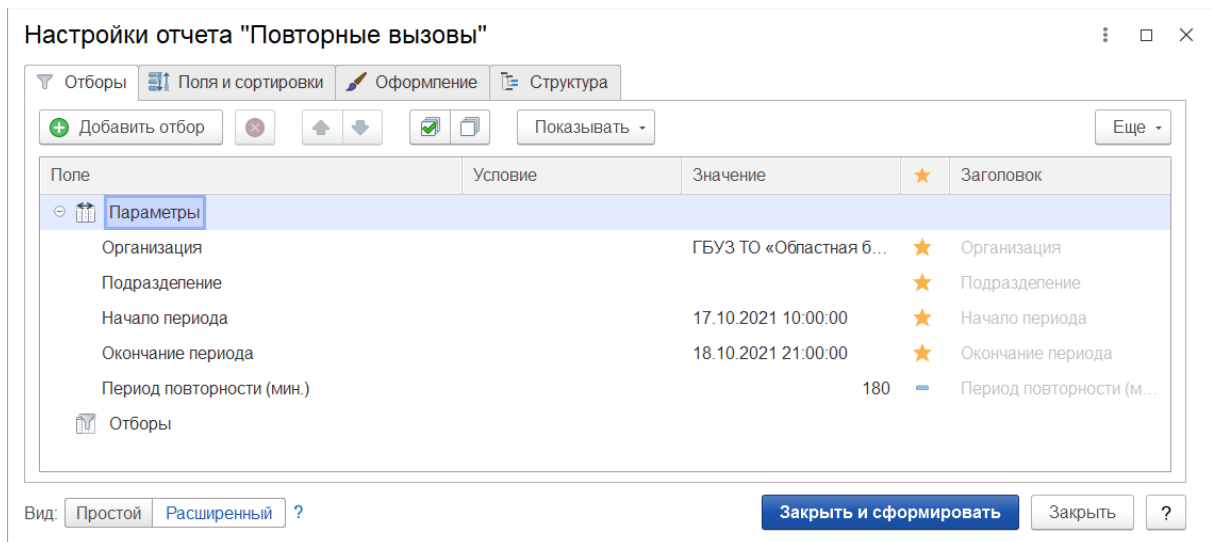 Настройки отчета "Повторные вызовы"
Отборы Поля и сортировки Оформление Структура
Добавить отбор Показывать Еще
Поле Условие Значение Заголовок
Параметры
Организация ГБУЗ ТО «Областная б... Организация
Подразделение Подразделение
Начало периода 17.10.2021 10:00:00 Начало периода
Окончание периода 18.10.2021 21:00:00 Окончание периода
Период повторности (мин.) 180 Период повторности (м...
Отборы
Вид: Простой Расширенный ? Закрыть и сформировать Закрыть ?